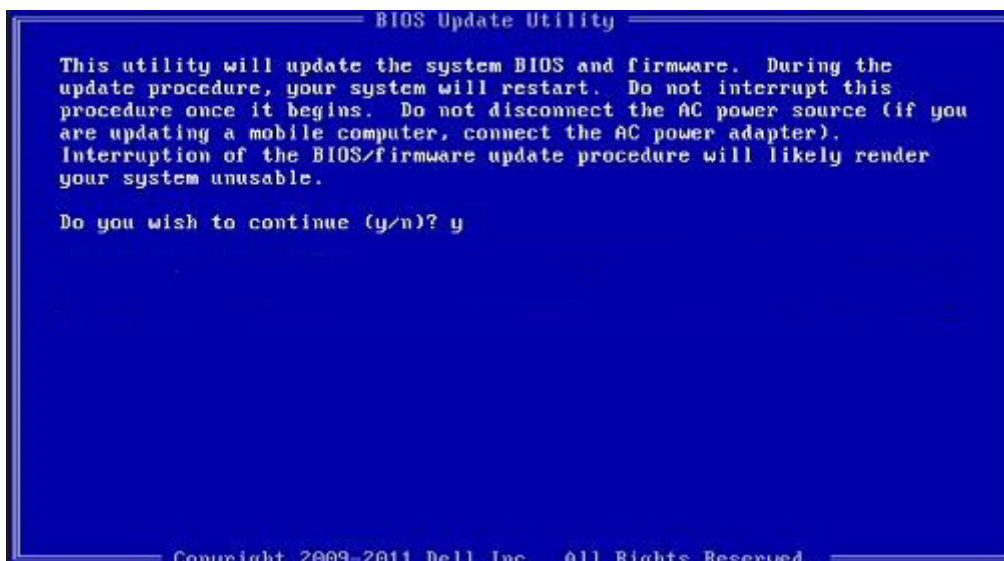 BIOS Update Utility
This utility will update the system BIOS and firmware. During the
update procedure, your system will restart. Do not interrupt this
procedure once it begins. Do not disconnect the AC power source (if you
are updating a mobile computer, connect the AC power adapter).
Interruption of the BIOS/firmware update procedure will likely render
your system unusable.
Do you wish to continue (y/n)? y
Copyright 2009-2011 Dell Inc. All Rights Reserved.